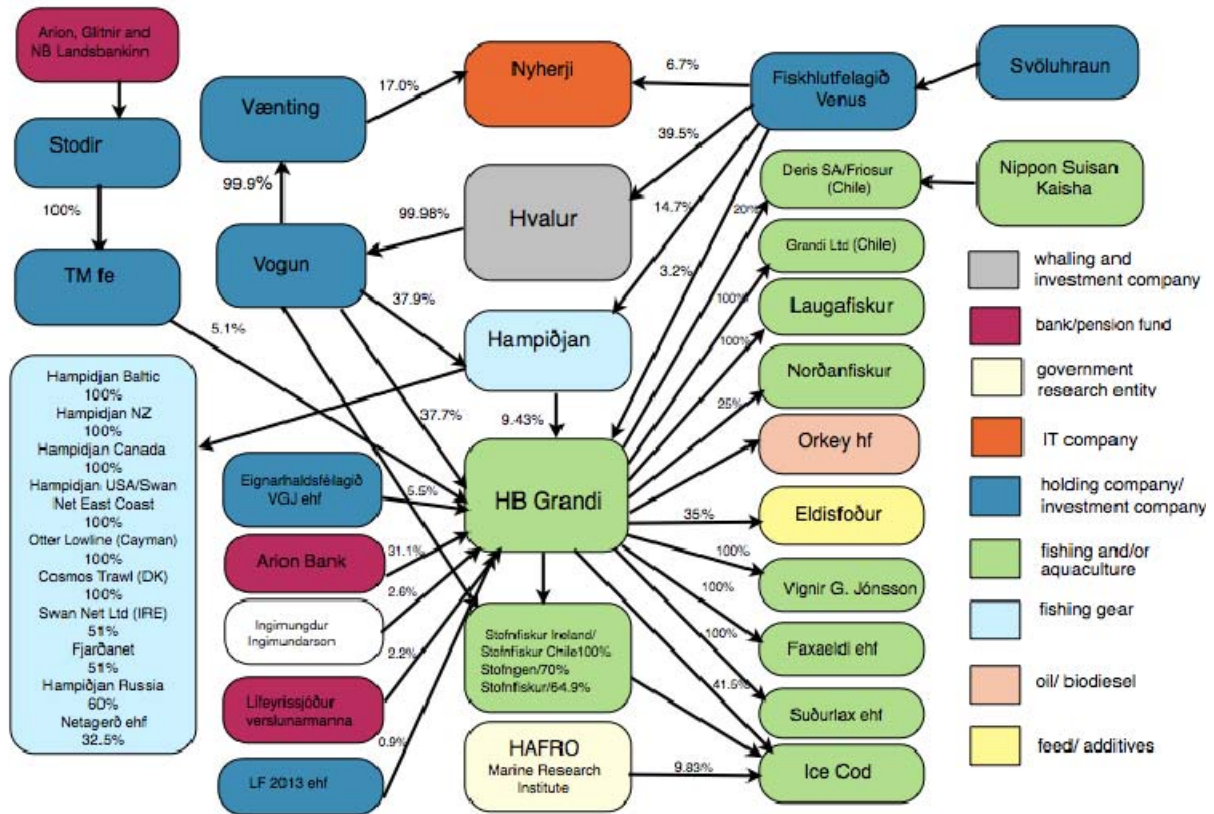 Arion, Glitnir and
NB Landsbankinn
Stodir
100%
TM fe
5.1%
Vænting
17.0%
99.9%
Vogun
99.98%
37.9%
37.7%
Nyherji
6.7%
Fiskhlutfelagið
Venus
Svöluhraun
39.5%
14.7%
3.2%
20%
Hvalur
Hampiðjan
9.43%
Deris SA/Friosur
(Chile)
Nippon Suisan
Kaisha
Grandi Ltd (Chile)
100%
Laugafiskur
100%
Norðanfiskur
25%
Orkey hf
35%
Eldisfoður
100%
Vignir G. Jónsson
100%
Faxaeldi ehf
100%
Suðurlax ehf
41.5%
Ice Cod
HB Grandi
Hampidjan Baltic
100%
Hampidjan NZ
100%
Hampidjan Canada
100%
Hampidjan USA/Swan
Net East Coast
100%
Otter Lowline (Cayman)
100%
Cosmos Trawl (DK)
100%
Swan Net Ltd (IRE)
51%
Fjarðanet
51%
Hampiðjan Russia
60%
Netagerð ehf
32.5%
Eignarhaldsfélagið
VGJ ehf
5.5%
Arion Bank
31.1%
Ingimungdur
Ingimundarson
2.6%
Lífeyrissjóður
verslunarmanna
2.2%
LF 2013 ehf
0.9%
Stofnfiskur Ireland/
Stofnfiskur Chile100%
Stofngen/70%
Stofnfiskur/64.9%
HAFRO
Marine Research
Institute
9.83%
whaling and
investment company
bank/pension fund
government
research entity
IT company
holding company/
investment company
fishing and/or
aquaculture
fishing gear
oil/ biodiesel
feed/ additives